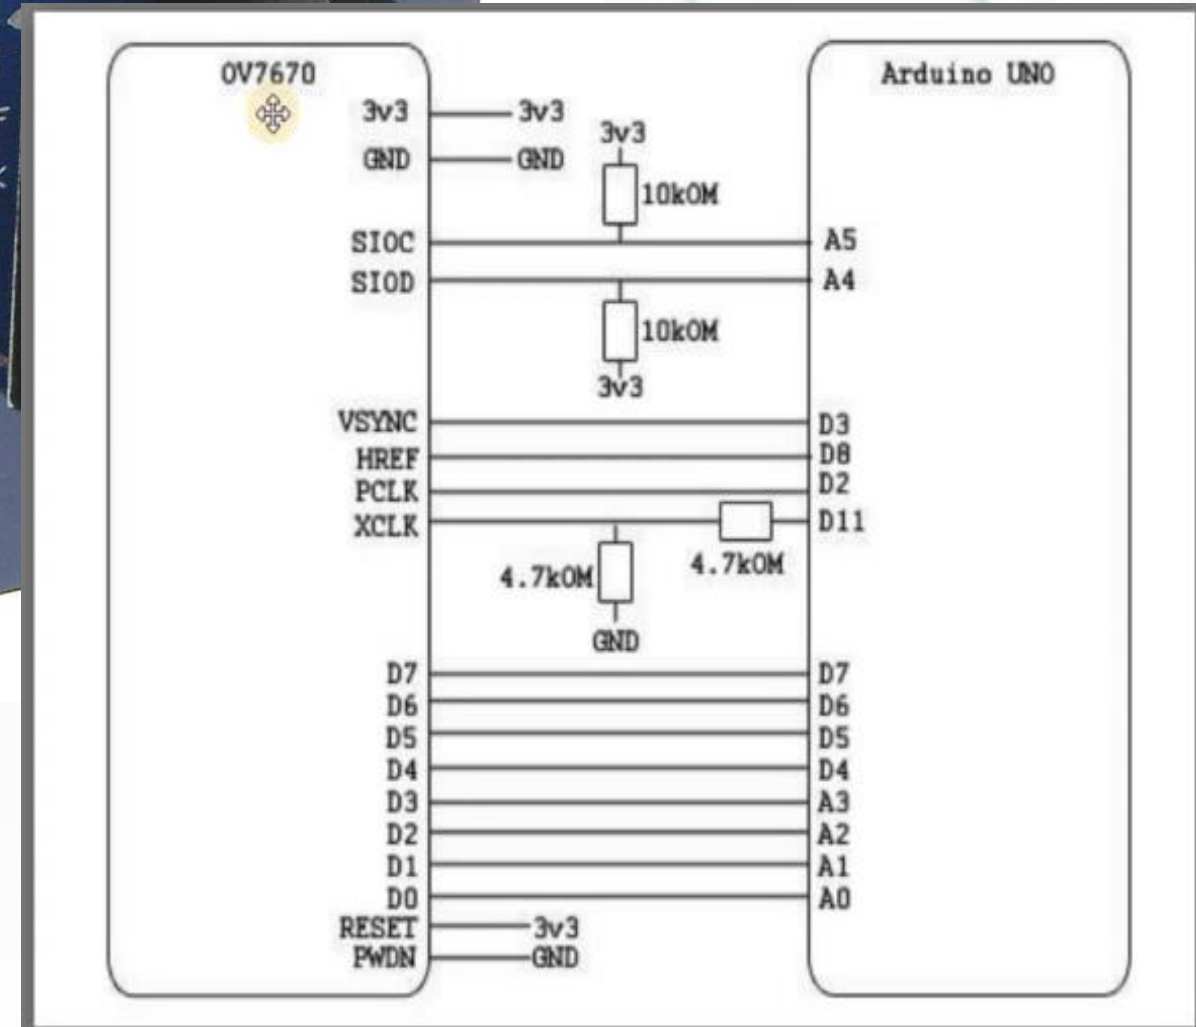 OV7670 Arduino UNO
3v3 3v3
GND GND
3v3
10kOM
SIOC A5
SIOD A4
10kOM
3v3
VSYNC D3
HREF D8
PCLK D2
XCLK D11
4.7kOM 4.7kOM
GND
D7 D7
D6 D6
D5 D5
D4 D4
D3 A3
D2 A2
D1 A1
D0 A0
RESET 3v3
PWDN GND